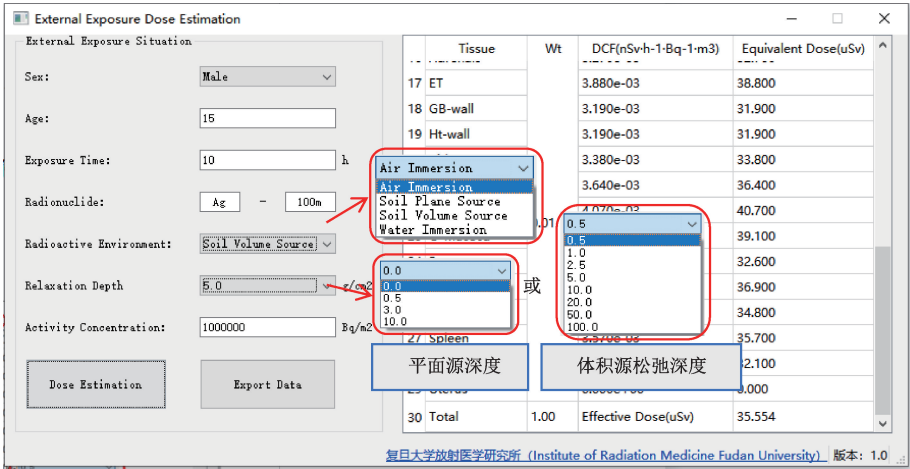 External Exposure Dose Estimation
External Exposure Situation
Sex:
Male
Age:
15
Exposure Time:
10
h
Radionuclide:
Ag
-
100m
Radioactive Environment:
Soil Volume Source
Relaxation Depth
5.0
g/cm2
Activity Concentration:
1000000
Bq/m2
Dose Estimation
Export Data
Air Immersion
Air Immersion
Soil Plane Source
Soil Volume Source
Water Immersion
0.0
0.0
0.5
3.0
10.0
平面源深度
或
0.5
0.5
1.0
2.5
5.0
10.0
20.0
50.0
100.0
体积源松弛深度
Tissue Wt DCF(nSv·h-1·Bq-1·m3) Equivalent Dose(uSv)
17 ET 3.880e-03 38.800
18 GB-wall 3.190e-03 31.900
19 Ht-wall 3.190e-03 31.900
3.380e-03 33.800
3.640e-03 36.400
40.700
39.100
32.600
36.900
34.800
27 Spleen 35.700
32.100
0.000
30 Total 1.00 Effective Dose(uSv) 35.554
复旦大学放射医学研究所 (Institute of Radiation Medicine Fudan University) 版本: 1.0